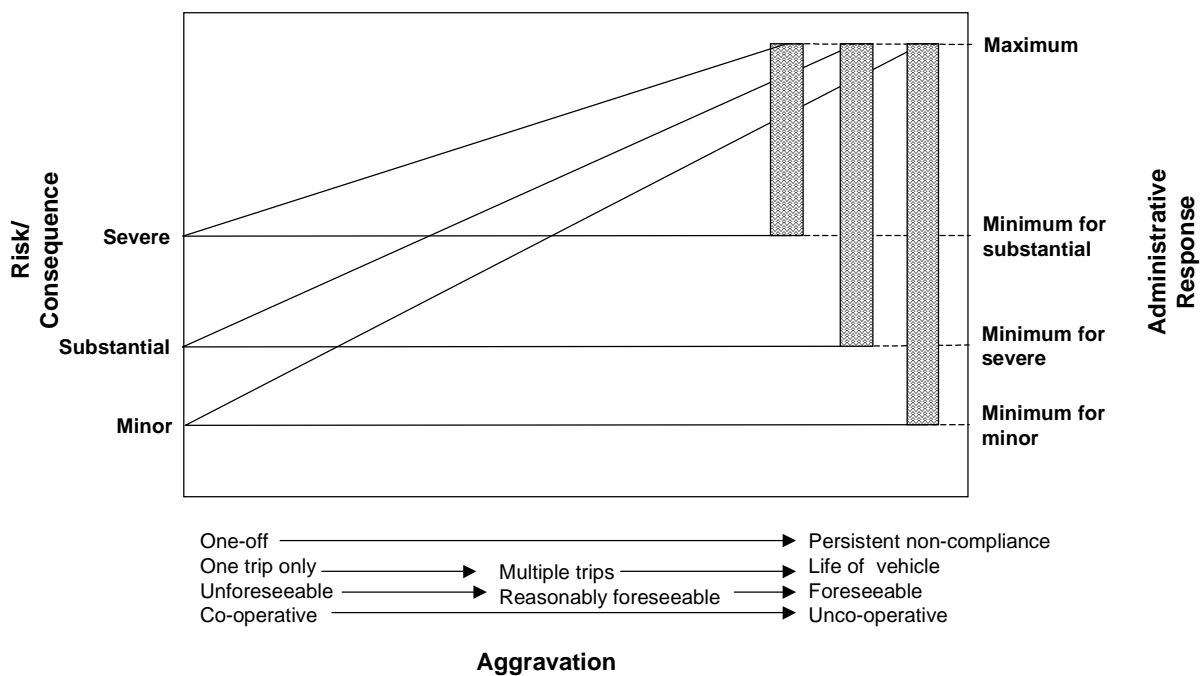 Maximum
Risk/
Consequence
Severe
Minimum for
substantial
Administrative
Response
Substantial
Minimum for
severe
Minor
Minimum for
minor
One-off
Persistent non-compliance
One trip only
Multiple trips
Life of vehicle
Unforeseeable
Reasonably foreseeable
Foreseeable
Co-operative
Unco-operative
Aggravation